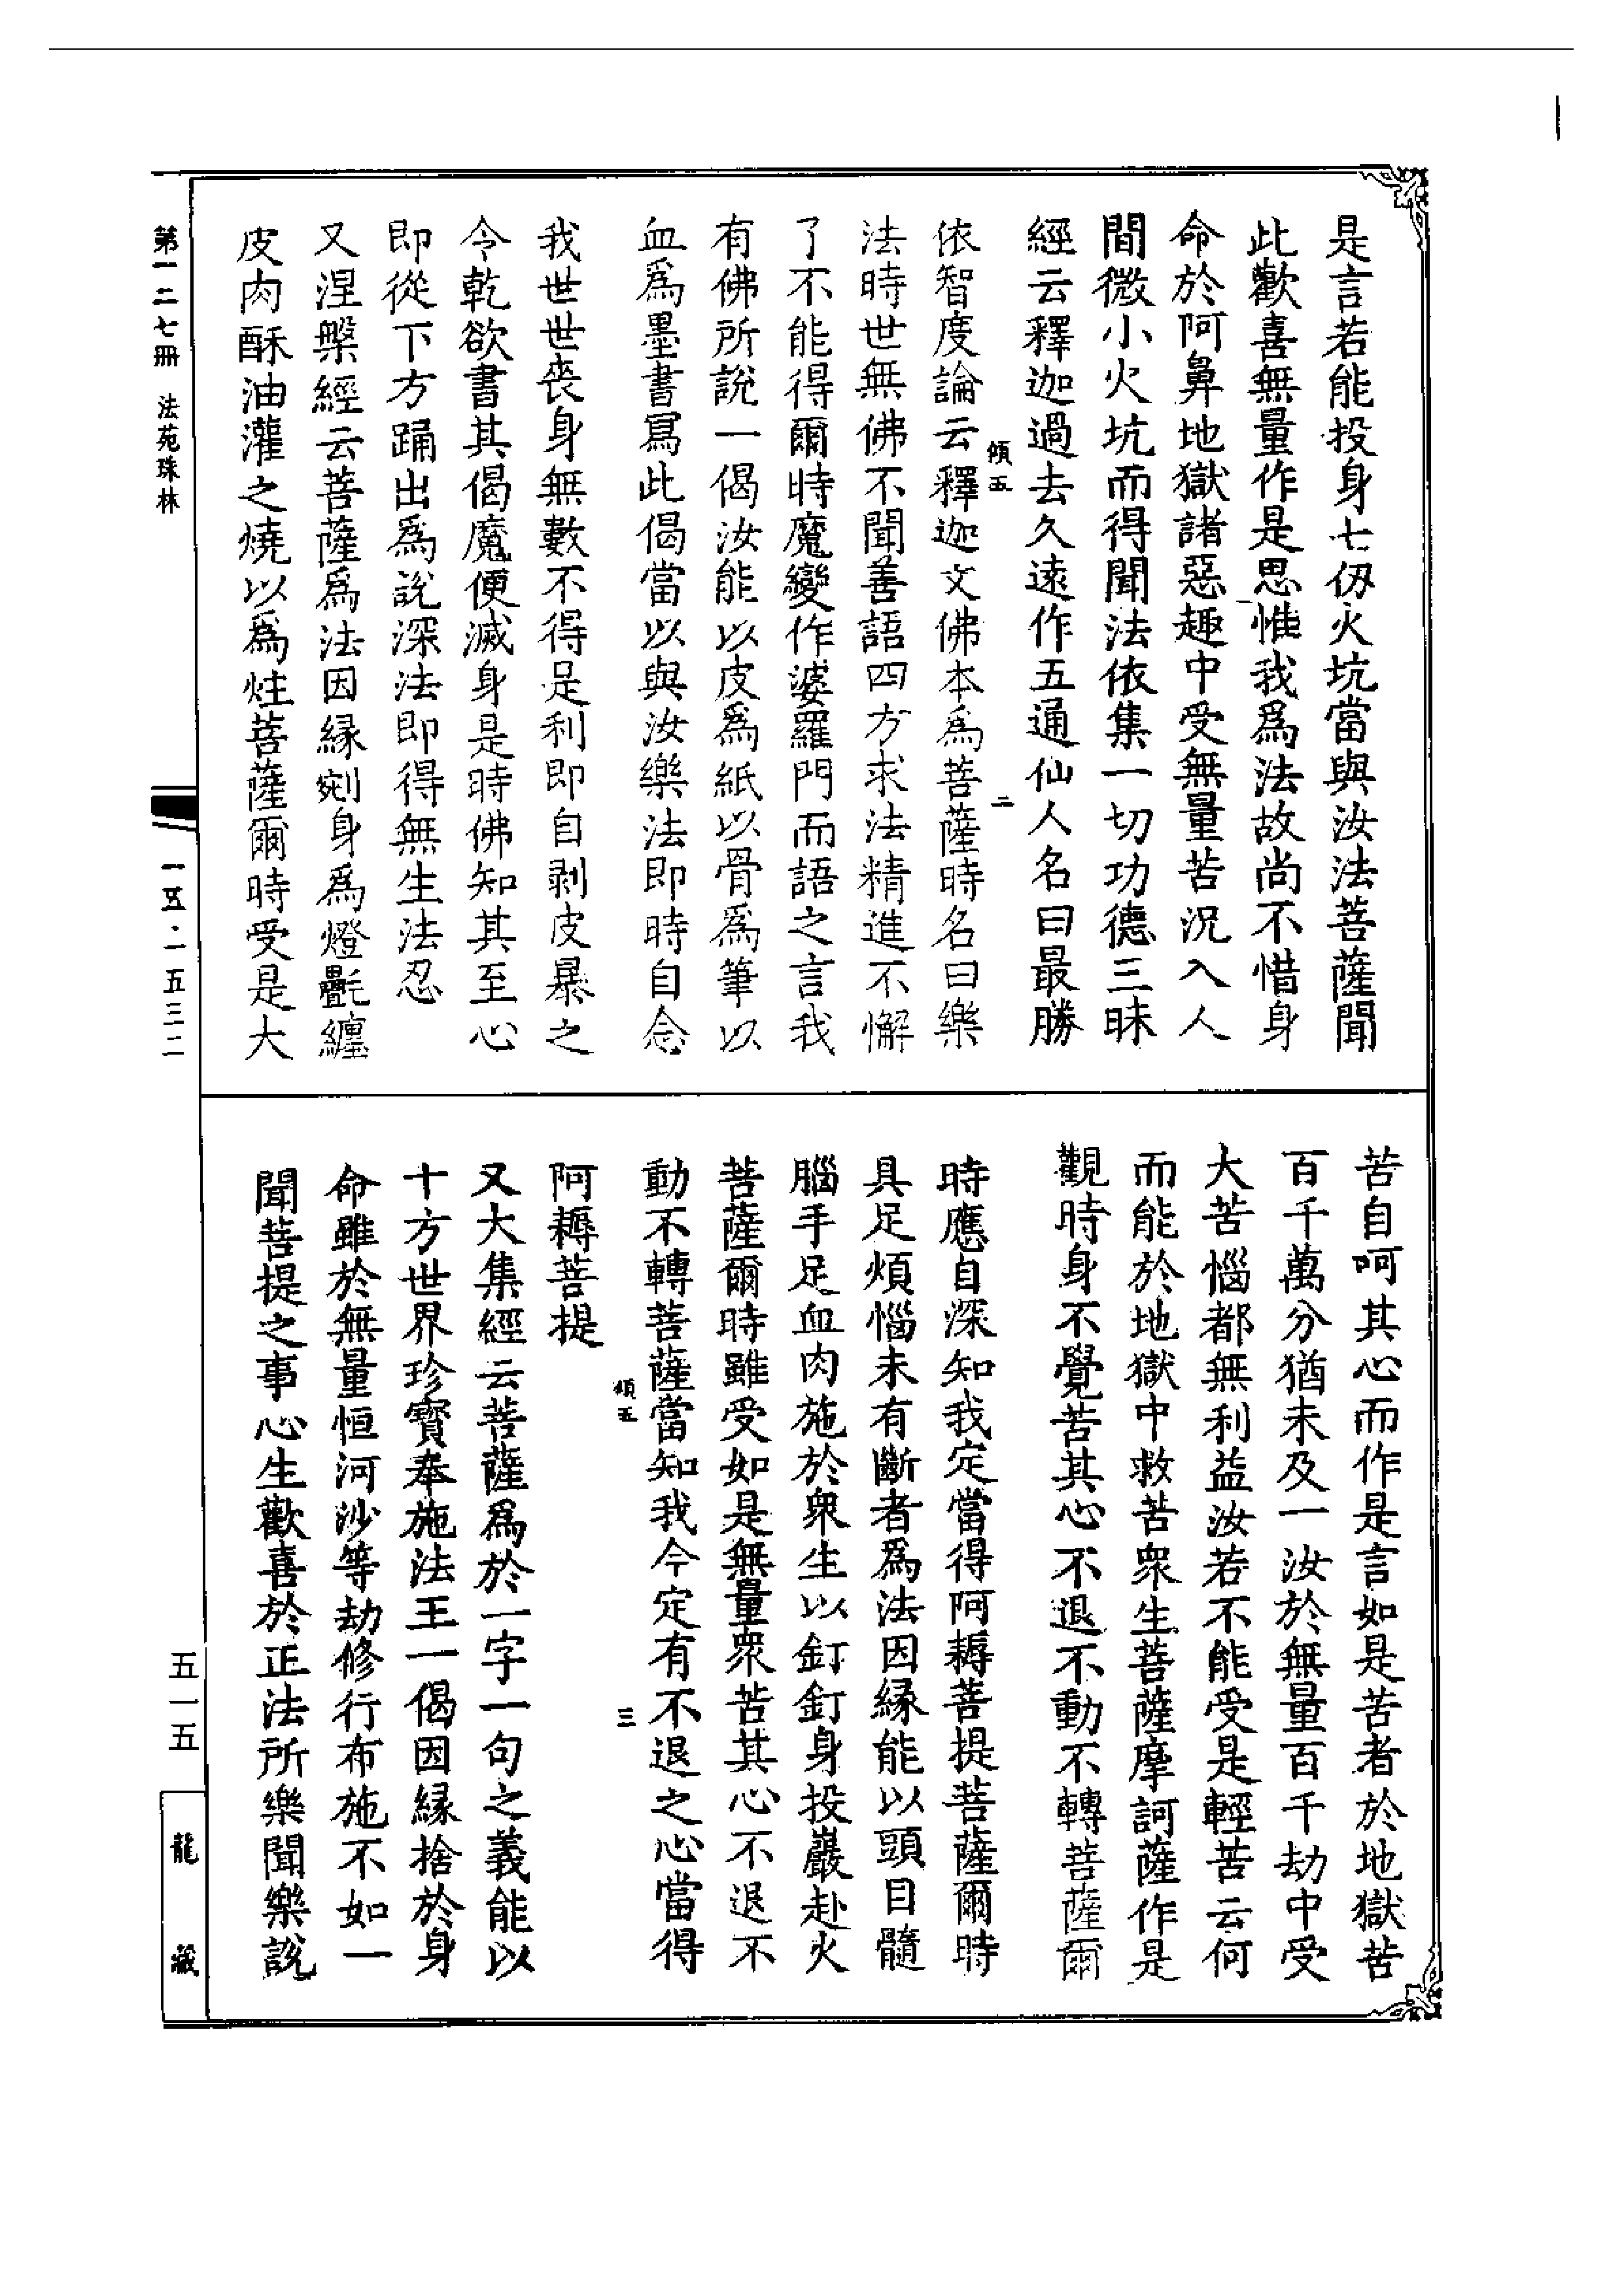 是言若能投身七仭火坑當與汝法菩薩聞
此歡喜無量作是思惟我爲法故尚不惜身
命於阿鼻地獄諸惡趣中受無量苦況入人
間微小火坑而得聞法依集一切功德三昧
經云釋迦過去久遠作五通仙人名曰最勝
傾五
二
依智度論云釋迦文佛本爲菩薩時名曰樂
法時世無佛不聞善語四方求法精進不懈
了不能得爾時魔變作婆羅門而語之言我
有佛所說一偈汝能以皮爲紙以骨爲筆以
血爲墨書寫此偈當以與汝樂法即時自念
我世世喪身無數不得是利即自剥皮暴之
令乾欲書其偈魔便滅身是時佛知其至心
即從下方踊出爲說深法即得無生法忍
又涅槃經云菩薩爲法因緣剜身爲燈氎纏
皮肉酥油灌之燒以爲炷菩薩爾時受是大
苦自呵其心而作是言如是苦者於地獄苦
百千萬分猶未及一汝於無量百千劫中受
大苦惱都無利益汝若不能受是輕苦云何
而能於地獄中救苦衆生菩薩摩訶薩作是
觀時身不覺苦其心不退不動不轉菩薩爾
時應自深知我定當得阿耨菩提菩薩爾時
具足煩惱未有斷者爲法因緣能以頭目髓
腦手足血肉施於衆生以釘釘身投巖赴火
菩薩爾時雖受如是無量衆苦其心不退不
動不轉菩薩當知我今定有不退之心當得
傾五
三
阿耨菩提
又大集經云菩薩爲於一字一句之義能以
十方世界珍寶奉施法王一偈因緣捨於身
命雖於無量恒河沙等劫修行布施不如一
聞菩提之事心生歡喜於正法所樂聞樂說
第一二七冊 法苑珠林
一五·一五三二
五一五
龍藏